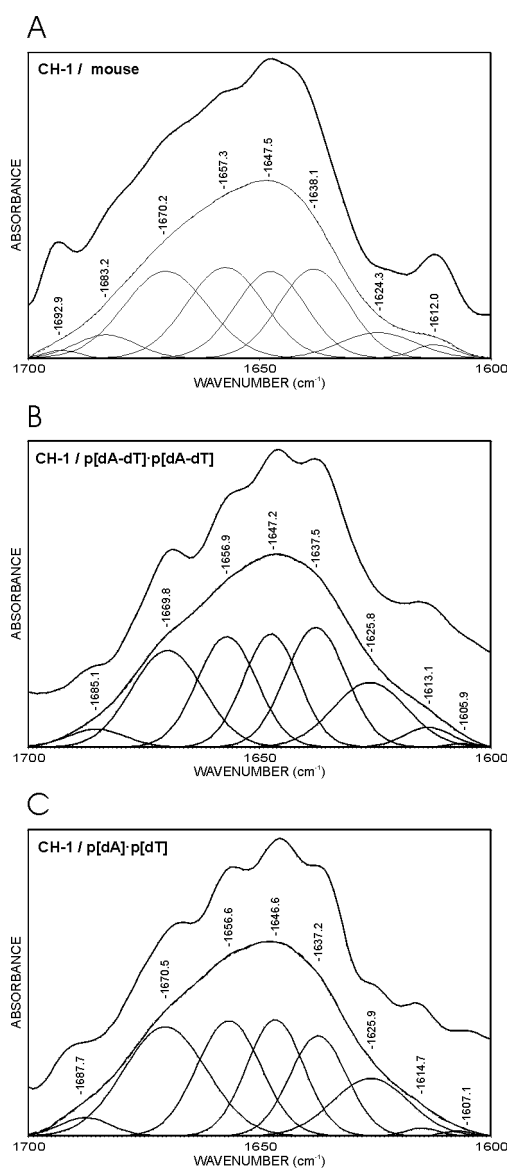 A
CH-1 / mouse
ABSORBANCE
-1692.9
-1683.2
-1670.2
-1657.3
-1647.5
-1638.1
-1624.3
-1612.0
1700
1650
1600
WAVENUMBER (cm⁻¹)
B
CH-1 / p[dA-dT]·p[dA-dT]
ABSORBANCE
-1685.1
-1669.8
-1656.9
-1647.2
-1637.5
-1625.8
-1613.1
-1605.9
1700
1650
1600
WAVENUMBER (cm⁻¹)
C
CH-1 / p[dA]·p[dT]
ABSORBANCE
-1687.7
-1670.5
-1656.6
-1646.6
-1637.2
-1625.9
-1614.7
-1607.1
1700
1650
1600
WAVENUMBER (cm⁻¹)